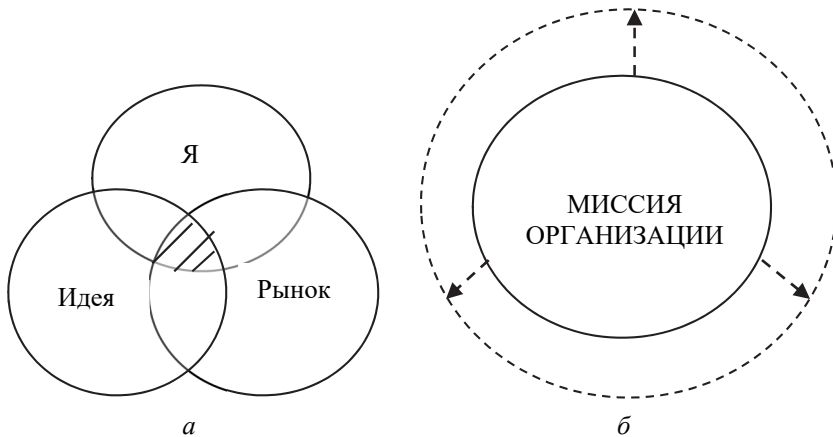 Я
Идея
Рынок
а
МИССИЯ
ОРГАНИЗАЦИИ
б